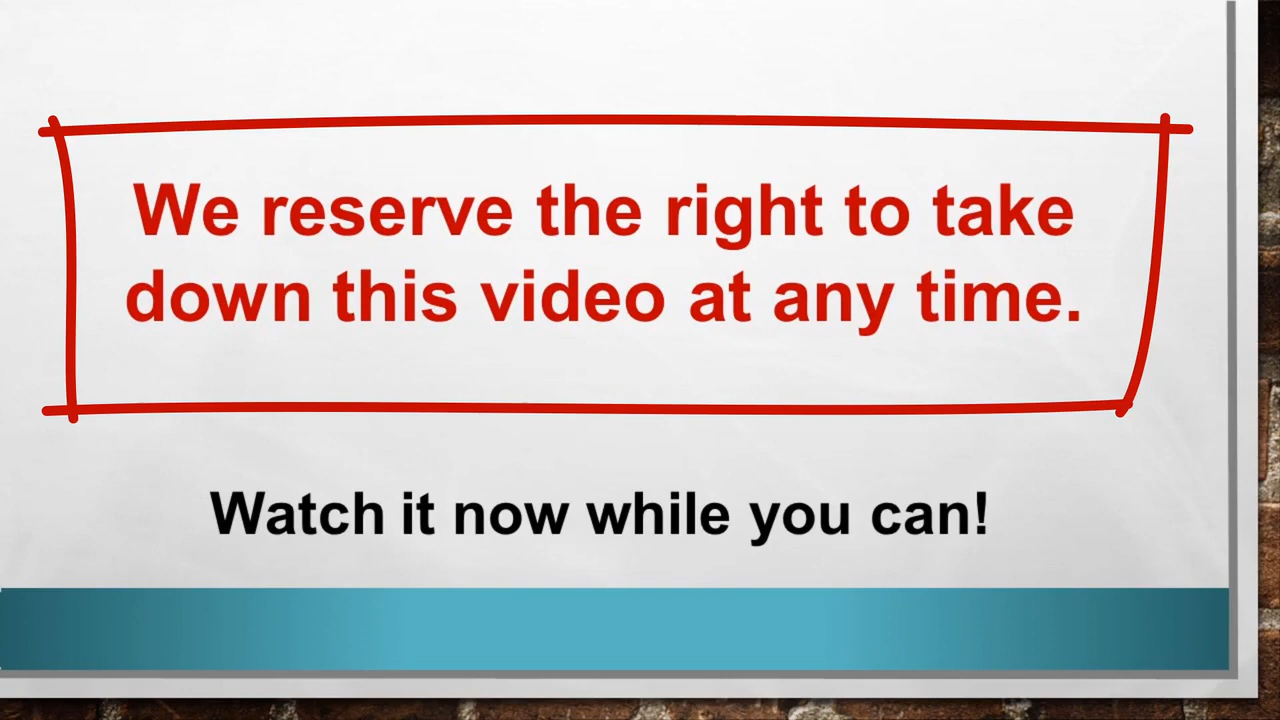 We reserve the right to take
down this video at any time.
Watch it now while you can!